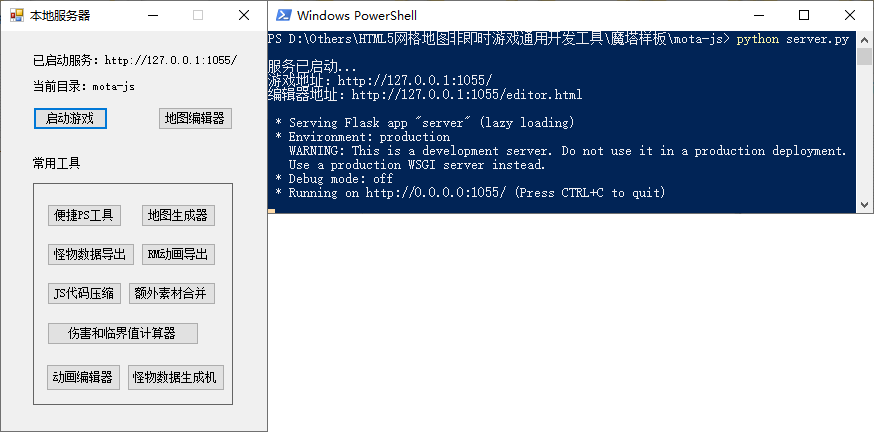 本地服务器
已启动服务：http://127.0.0.1:1055/
当前目录：mota-js
启动游戏
地图编辑器
常用工具
便捷PS工具
地图生成器
怪物数据导出
RM动画导出
JS代码压缩
额外素材合并
伤害和临界值计算器
动画编辑器
怪物数据生成机
Windows PowerShell
PS D:\Others\HTML5网格地图非即时游戏通用开发工具\魔塔样板\mota-js> python server.py
服务已启动...
游戏地址：http://127.0.0.1:1055/
编辑器地址：http://127.0.0.1:1055/editor.html
* Serving Flask app "server" (lazy loading)
* Environment: production
WARNING: This is a development server. Do not use it in a production deployment.
Use a production WSGI server instead.
* Debug mode: off
* Running on http://0.0.0.0:1055/ (Press CTRL+C to quit)